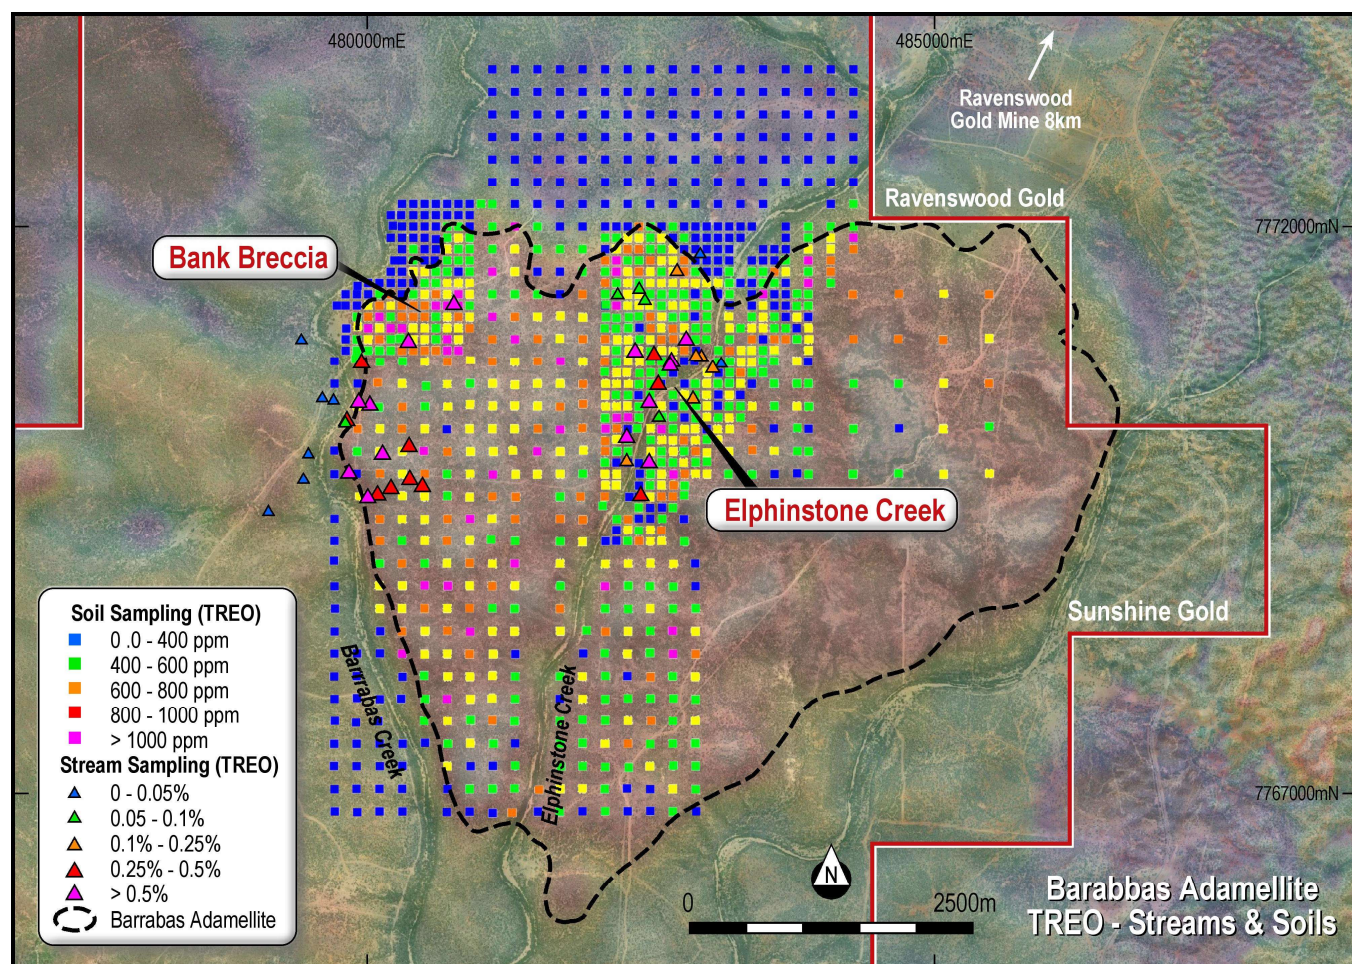 480000mE
485000mE
Ravenswood
Gold Mine 8km
Ravenswood Gold
7772000mN
Bank Breccia
Elphinstone Creek
Sunshine Gold
Soil Sampling (TREO)
0 .0 - 400 ppm
400 - 600 ppm
600 - 800 ppm
800 - 1000 ppm
> 1000 ppm
Stream Sampling (TREO)
0 - 0.05%
0.05 - 0.1%
0.1% - 0.25%
0.25% - 0.5%
> 0.5%
Barrabas Adamellite
Barrrabas Creek
Elphinstone Creek
7767000mN
N
0
2500m
Barabbas Adamellite
TREO - Streams & Soils